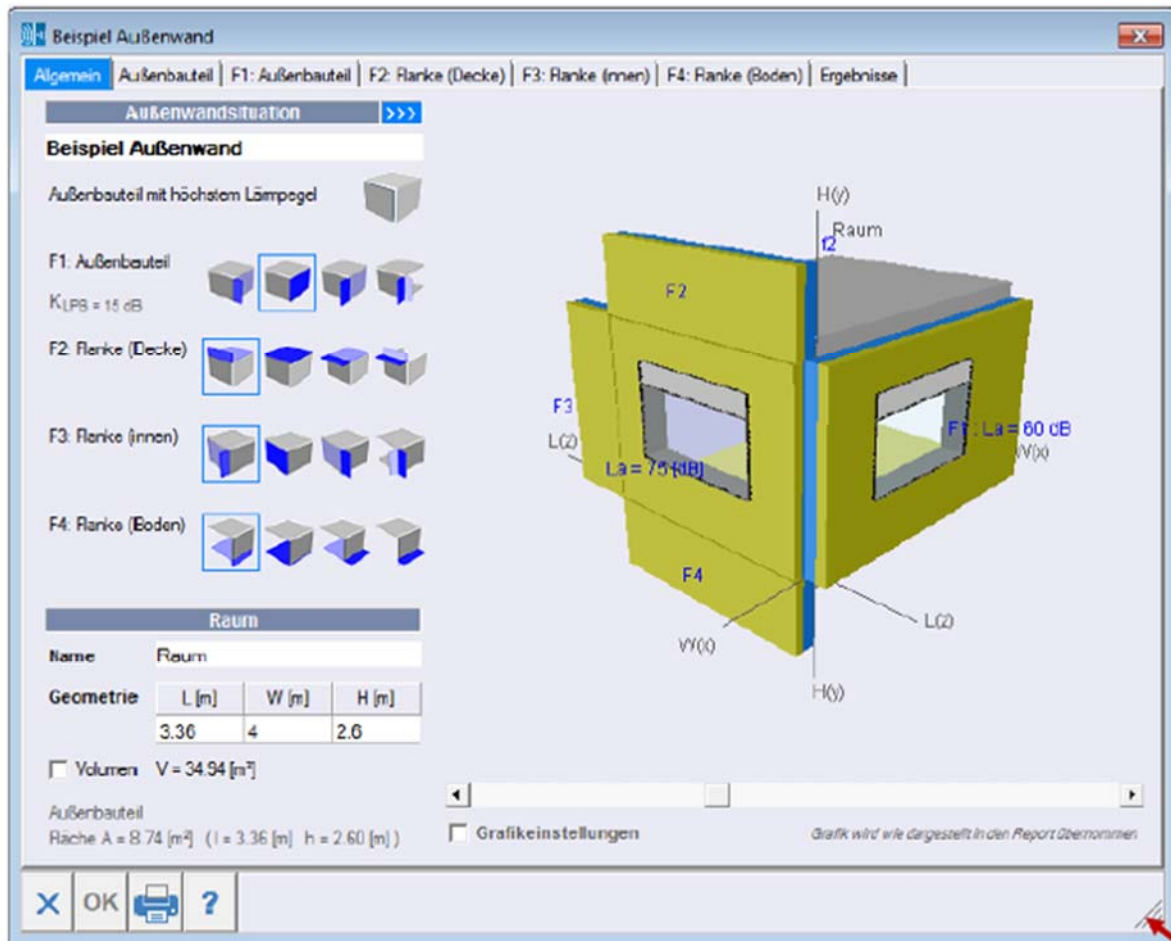 Beispiel Außenwand
Allgemein Außenbauteil F1: Außenbauteil F2: Flanke (Decke) F3: Flanke (innen) F4: Flanke (Boden) Ergebnisse
Außenwandsituation >>>
Beispiel Außenwand
Außenbauteil mit höchstem Lärmpegel
F1: Außenbauteil
KLPB = 15 dB
F2: Flanke (Decke)
F3: Flanke (innen)
F4: Flanke (Boden)
Raum
Name Raum
Geometrie L [m] W [m] H [m]
3.36 4 2.6
Volumen V = 34.94 [m³]
Außenbauteil
Fläche A = 8.74 [m²] ( l = 3.36 [m] h = 2.60 [m] )
H(y)
Raum
f2
F2
F3
L(z)
La = 75 [dB]
F1: La = 60 dB
W(x)
F4
W(x)
L(z)
H(y)
Grafikeinstellungen
Grafik wird wie dargestellt in den Report übernommen
OK ?